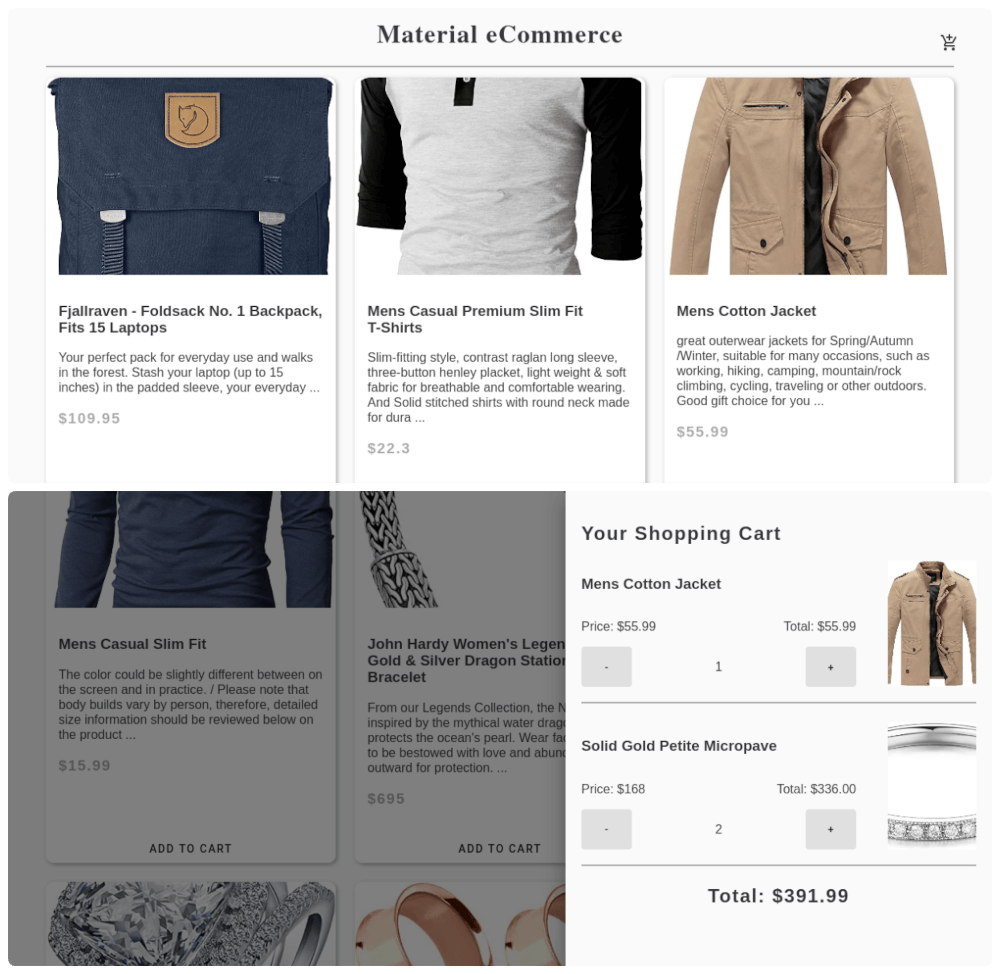 Material eCommerce
Fjallraven - Foldsack No. 1 Backpack,
Fits 15 Laptops
Your perfect pack for everyday use and walks
in the forest. Stash your laptop (up to 15
inches) in the padded sleeve, your everyday ...
$109.95
Mens Casual Premium Slim Fit
T-Shirts
Slim-fitting style, contrast raglan long sleeve,
three-button henley placket, light weight & soft
fabric for breathable and comfortable wearing.
And Solid stitched shirts with round neck made
for dura ...
$22.3
Mens Cotton Jacket
great outerwear jackets for Spring/Autumn
/Winter, suitable for many occasions, such as
working, hiking, camping, mountain/rock
climbing, cycling, traveling or other outdoors.
Good gift choice for you ...
$55.99
Mens Casual Slim Fit
The color could be slightly different between on
the screen and in practice. / Please note that
body builds vary by person, therefore, detailed
size information should be reviewed below on
the product ...
$15.99
ADD TO CART
John Hardy Women's Legen
Gold & Silver Dragon Station
Bracelet
From our Legends Collection, the N
inspired by the mythical water drag
protects the ocean's pearl. Wear fac
to be bestowed with love and abun
outward for protection. ...
$695
ADD TO CART
Your Shopping Cart
Mens Cotton Jacket
Price: $55.99 Total: $55.99
- 1 +
Solid Gold Petite Micropave
Price: $168 Total: $336.00
- 2 +
Total: $391.99